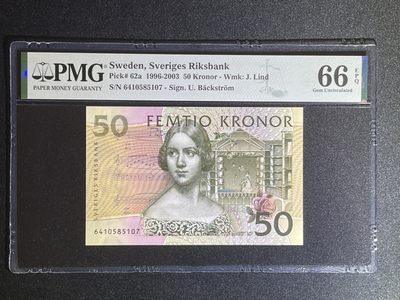 PMG
PAPER MONEY GUARANTY
Sweden, Sveriges Riksbank
Pick# 62a 1996-2003 50 Kronor - Wmk: J. Lind
S/N 6410585107 - Sign. U. Bäckström
66 EPQ
Gem Uncirculated
50 FEMTIO KRONOR
SVERIGES RIKSBANK
6410585107
50